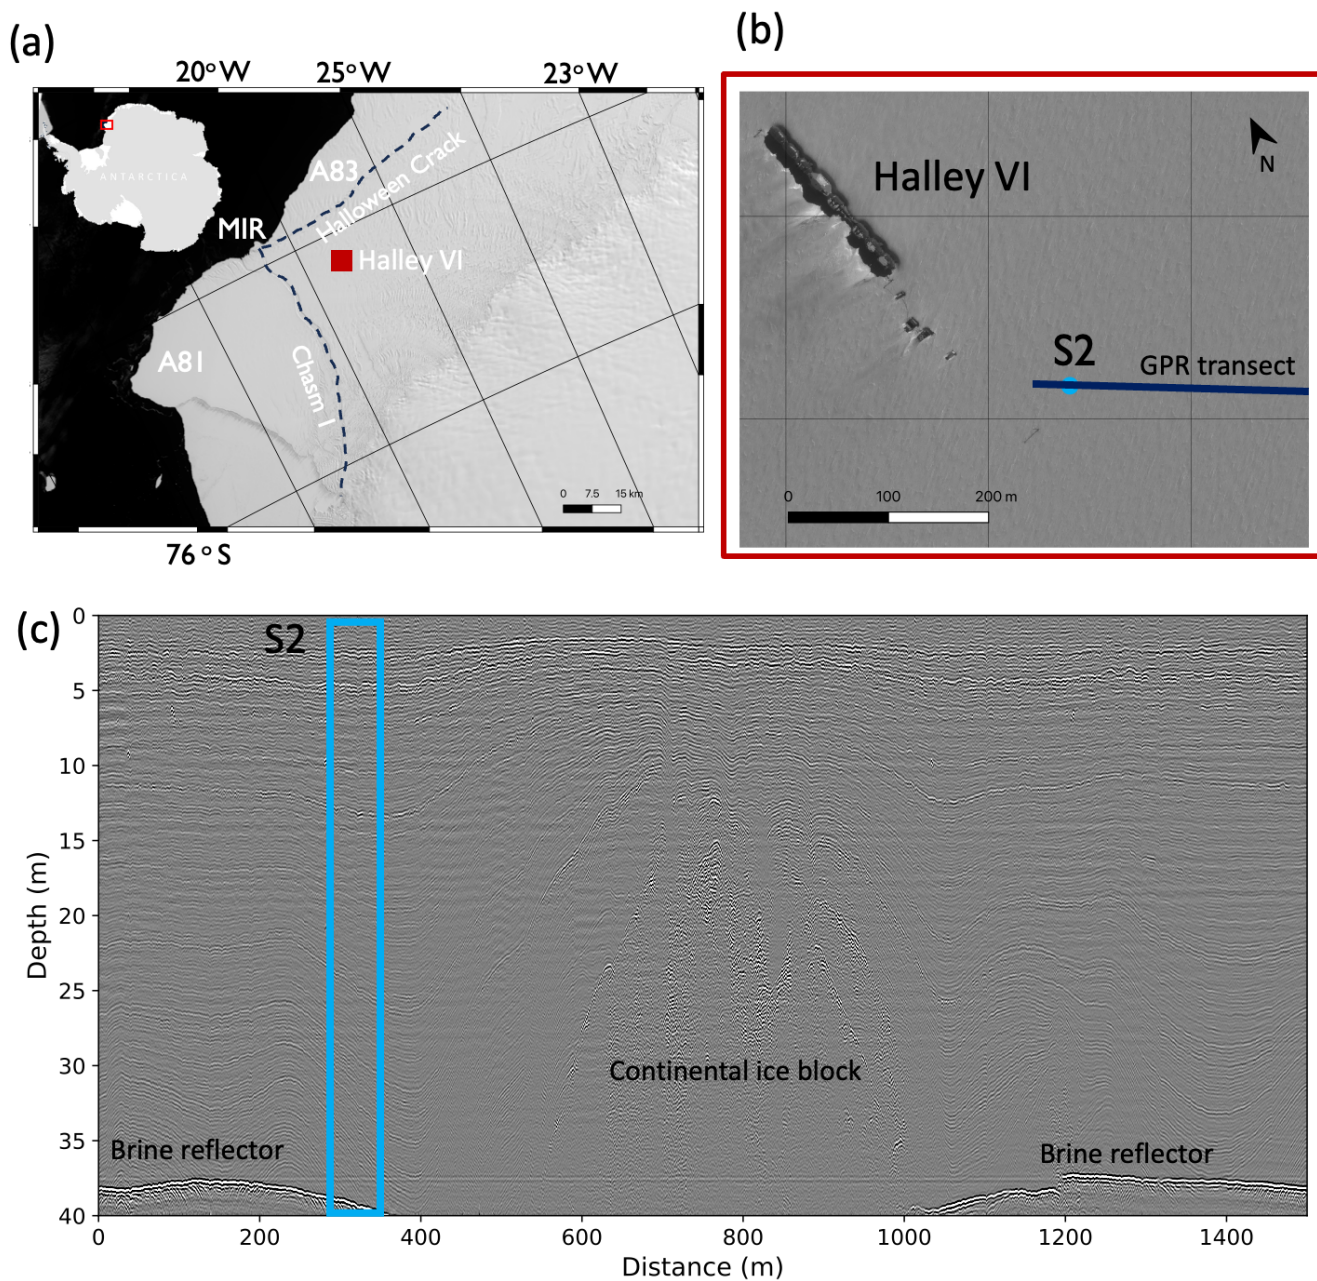 (a)
20°W 25°W 23°W
ANTARCTICA
A83
Halloween Crack
MIR
Halley VI
A81
Chasm I
0 7.5 15 km
76°S
(b)
Halley VI
N
S2
GPR transect
0 100 200 m
(c)
S2
0
5
10
15
20
25
30
35
40
Depth (m)
Continental ice block
Brine reflector
Brine reflector
0 200 400 600 800 1000 1200 1400
Distance (m)